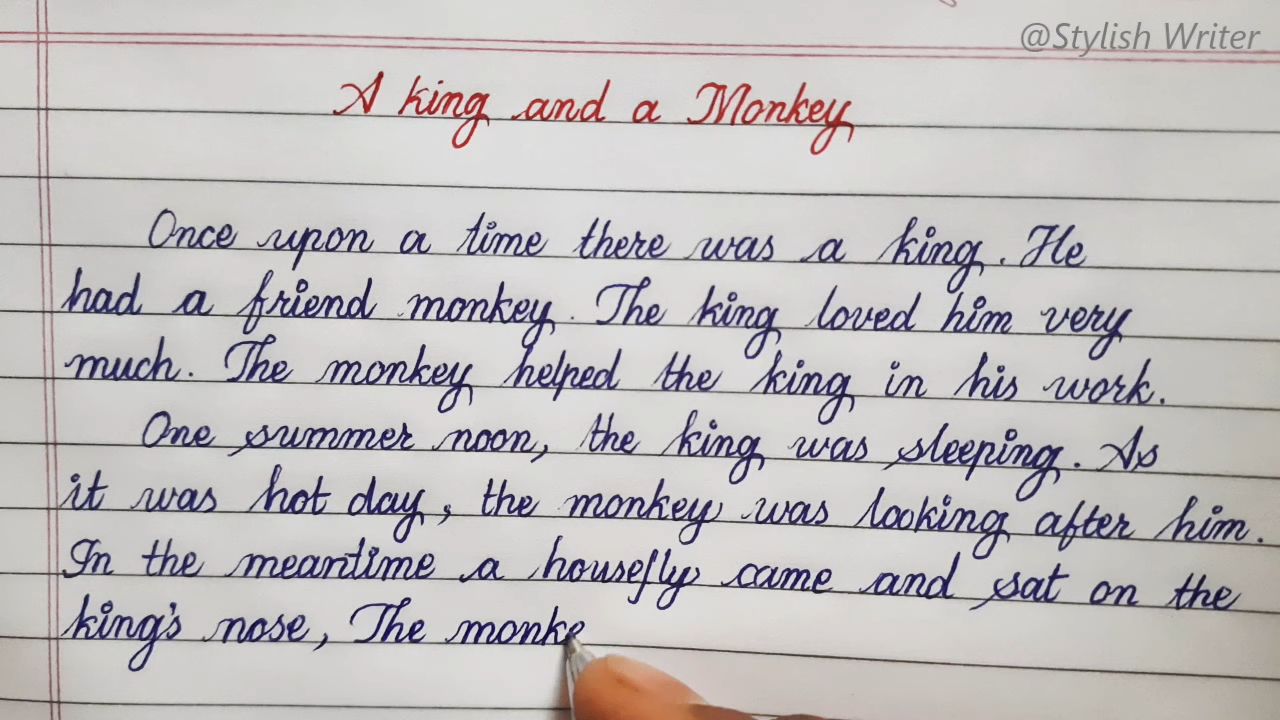 @Stylish Writer
A king and a Monkey
Once upon a time there was a king. He
had a friend monkey. The king loved him very
much. The monkey helped the king in his work.
One summer noon, the king was sleeping. As
it was hot day, the monkey was looking after him.
In the meantime a housefly came and sat on the
king's nose, The monke